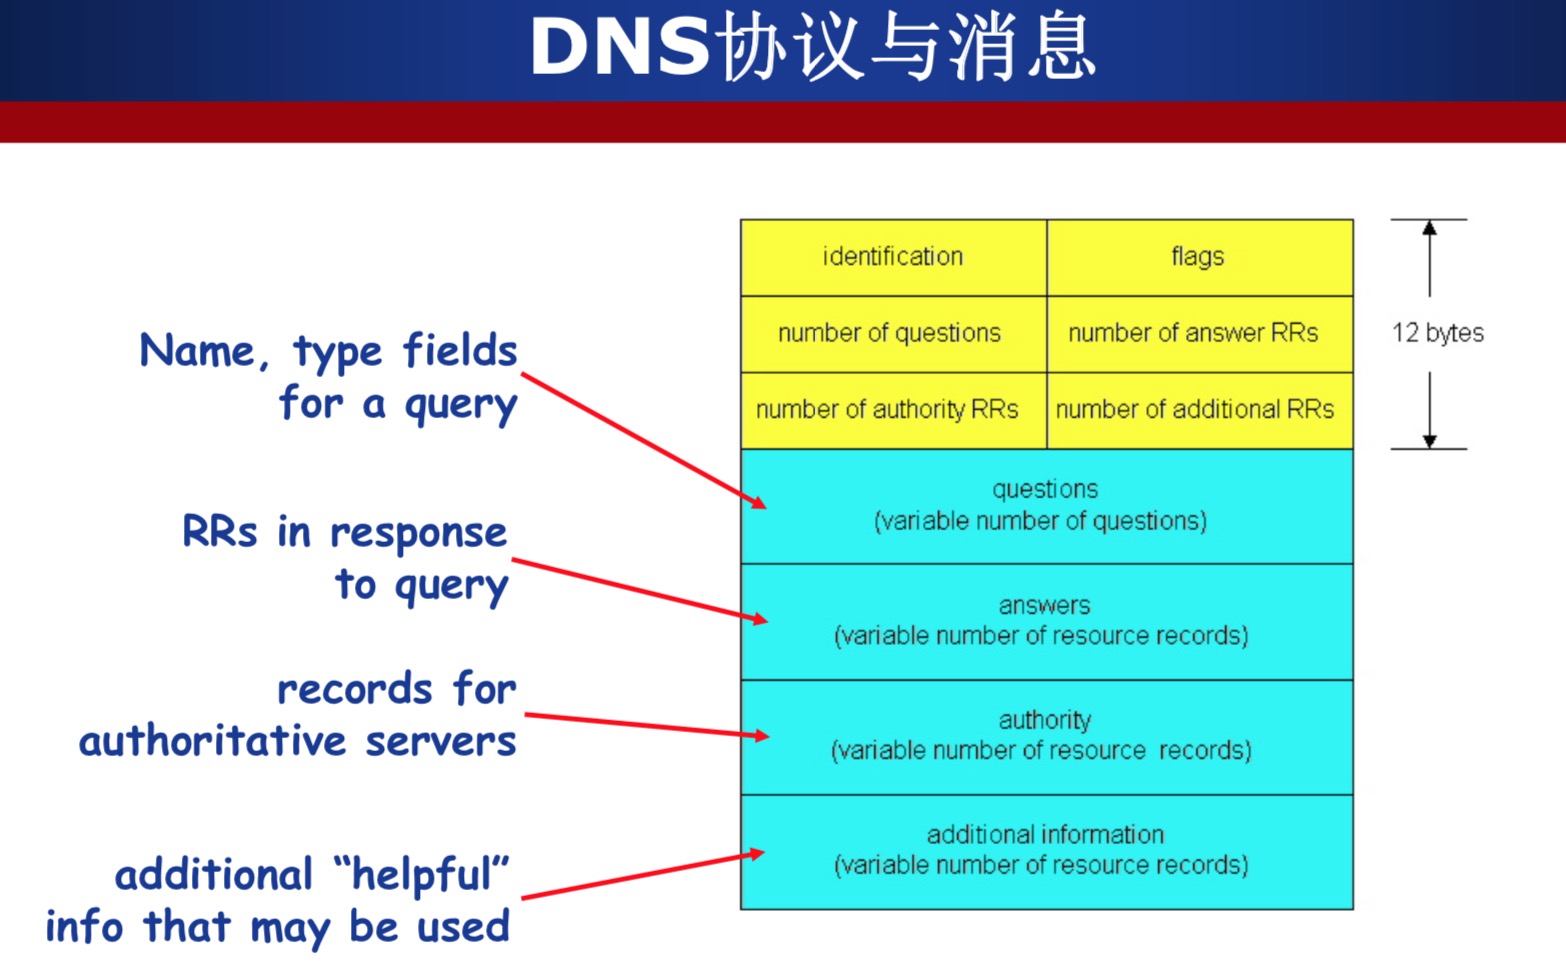 DNS协议与消息
identification
flags
number of questions
number of answer RRs
number of authority RRs
number of additional RRs
12 bytes
Name, type fields
for a query
questions
(variable number of questions)
RRs in response
to query
answers
(variable number of resource records)
records for
authoritative servers
authority
(variable number of resource records)
additional “helpful”
info that may be used
additional information
(variable number of resource records)